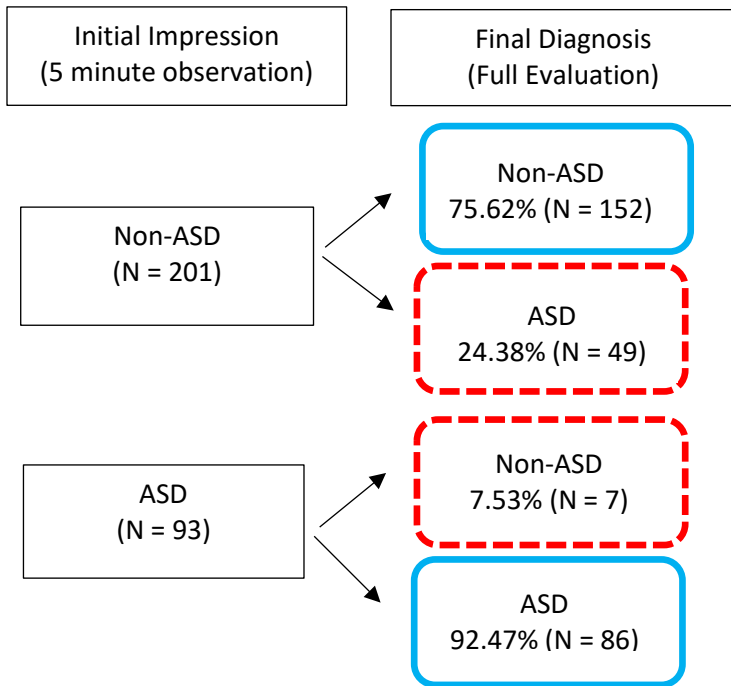 Initial Impression
(5 minute observation)
Final Diagnosis
(Full Evaluation)
Non-ASD
(N = 201)
Non-ASD
75.62% (N = 152)
ASD
24.38% (N = 49)
ASD
(N = 93)
Non-ASD
7.53% (N = 7)
ASD
92.47% (N = 86)